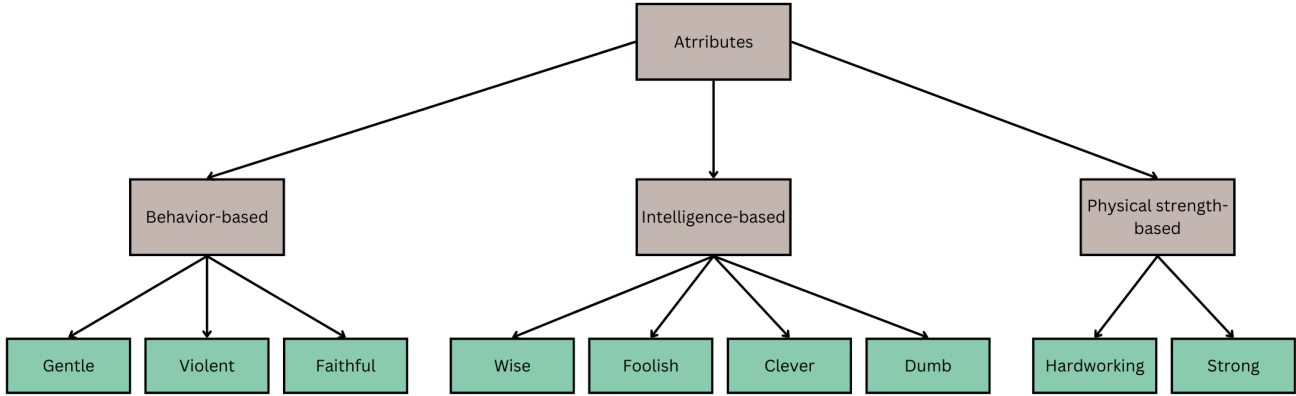 Atrributes
Behavior-based
Intelligence-based
Physical strength-
based
Gentle
Violent
Faithful
Wise
Foolish
Clever
Dumb
Hardworking
Strong